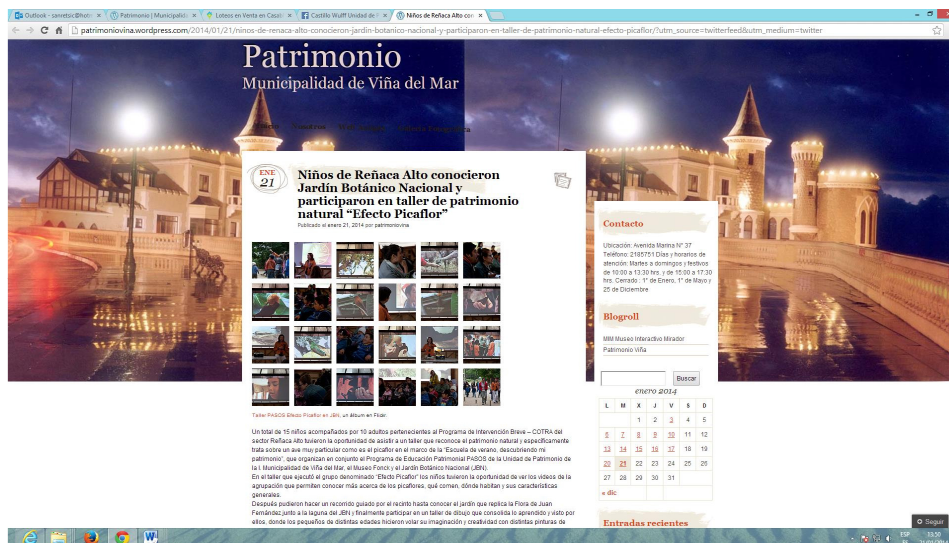 Outlook - sametsic@hotm
Patrimonio | Municipalid
Loteos en Venta en Casab
Castillo Wulff Unidad de P
Niños de Reñaca Alto con
patrimoniovina.wordpress.com/2014/01/21/ninos-de-renaca-alto-conocieron-jardin-botanico-nacional-y-participaron-en-taller-de-patrimonio-natural-efecto-picaflor/?utm_source=twitterfeed&utm_medium=twitter
Patrimonio
Municipalidad de Viña del Mar
ENE
21
Niños de Reñaca Alto conocieron
Jardín Botánico Nacional y
participaron en taller de patrimonio
natural “Efecto Picaflor”
Publicado el enero 21, 2014 por patrimoniovina
Taller PASOS Efecto Picaflor en JBN, un álbum en Flickr.
Un total de 15 niños acompañados por 10 adultos pertenecientes al Programa de Intervención Breve – COTRA del
sector Reñaca Alto tuvieron la oportunidad de asistir a un taller que reconoce el patrimonio natural y específicamente
trata sobre un ave muy particular como es el picaflor en el marco de la “Escuela de verano, descubriendo mi
patrimonio”, que organizan en conjunto el Programa de Educación Patrimonial PASOS de la Unidad de Patrimonio de
la I. Municipalidad de Viña del Mar, el Museo Fonck y el Jardín Botánico Nacional (JBN).
En el taller que ejecutó el grupo denominado “Efecto Picaflor” los niños tuvieron la oportunidad de ver los videos de la
agrupación que permiten conocer más acerca de los picaflores, qué comen, dónde habitan y sus características
generales.
Después pudieron hacer un recorrido guiado por el recinto hasta conocer el jardín que replica la Flora de Juan
Fernández junto a la laguna del JBN y finalmente participar en un taller de dibujo que consolida lo aprendido y visto por
ellos, donde los pequeños de distintas edades hicieron volar su imaginación y creatividad con distintas pinturas de
Contacto
Ubicación: Avenida Marina N° 37
Teléfono: 2185751 Días y horarios de
atención: Martes a domingos y festivos
de 10:00 a 13:30 hrs. y de 15:00 a 17:30
hrs. Cerrado : 1° de Enero, 1° de Mayo y
25 de Diciembre
Blogroll
MIM Museo Interactivo Mirador
Patrimonio Viña
Buscar
enero 2014
L M X J V S D
1 2 3 4 5
6 7 8 9 10 11 12
13 14 15 16 17 18 19
20 21 22 23 24 25 26
27 28 29 30 31
« dic
Entradas recientes
Seguir
ESP 13:50
ES 21/01/2014